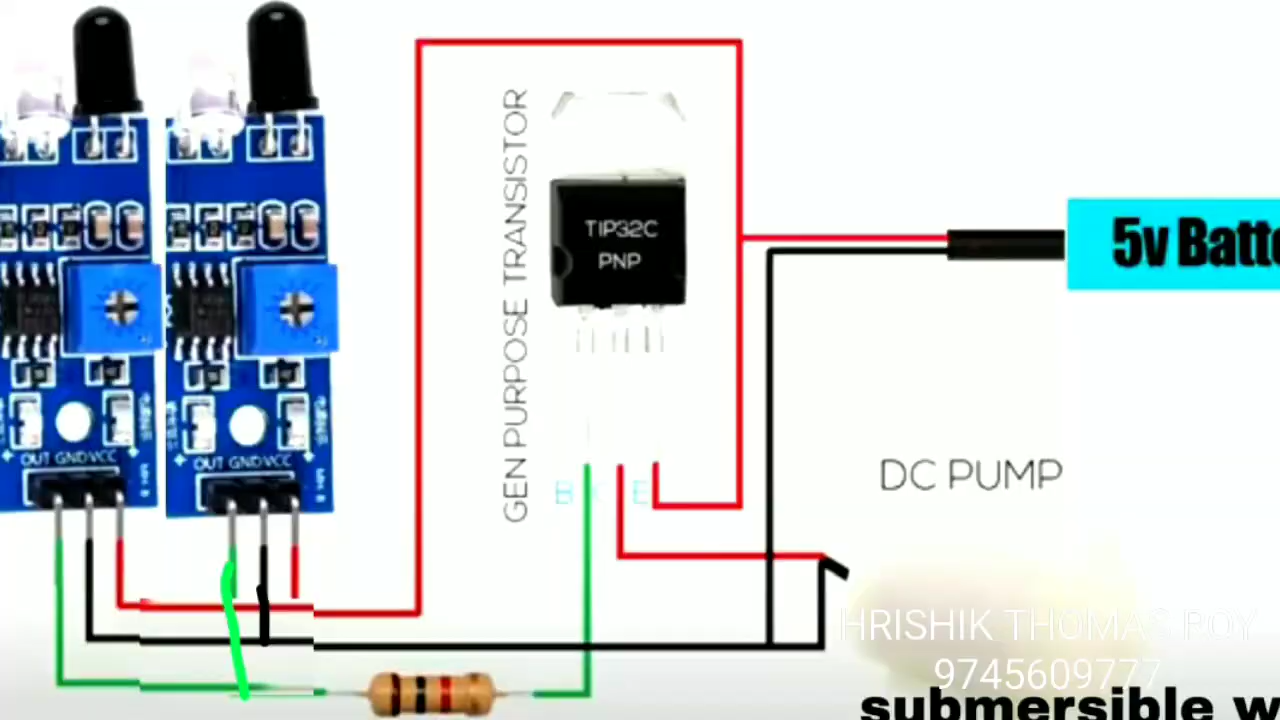 GEN PURPOSE TRANSISTOR
TIP32C
PNP
5v Batte
OUT GND VCC
OUT GND VCC
B
E
DC PUMP
HRISHIK THOMAS ROY
9745609777
submersible w